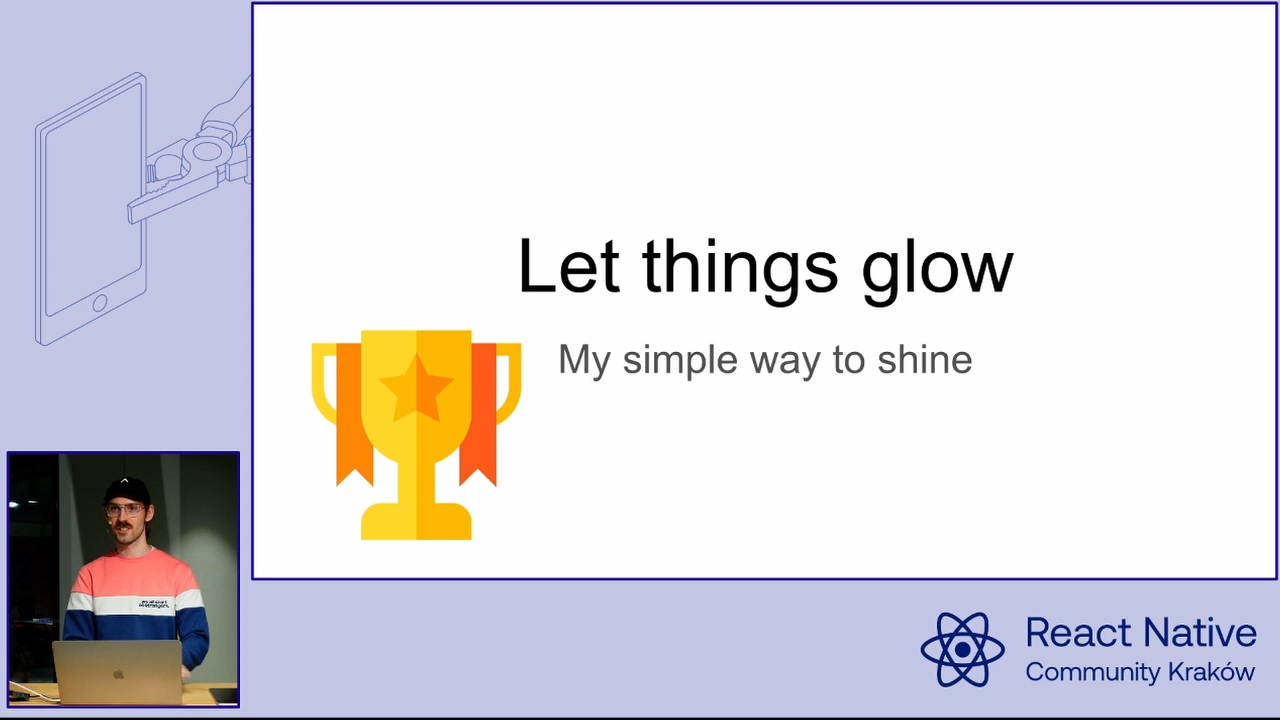 Let things glow
My simple way to shine
React Native
Community Kraków